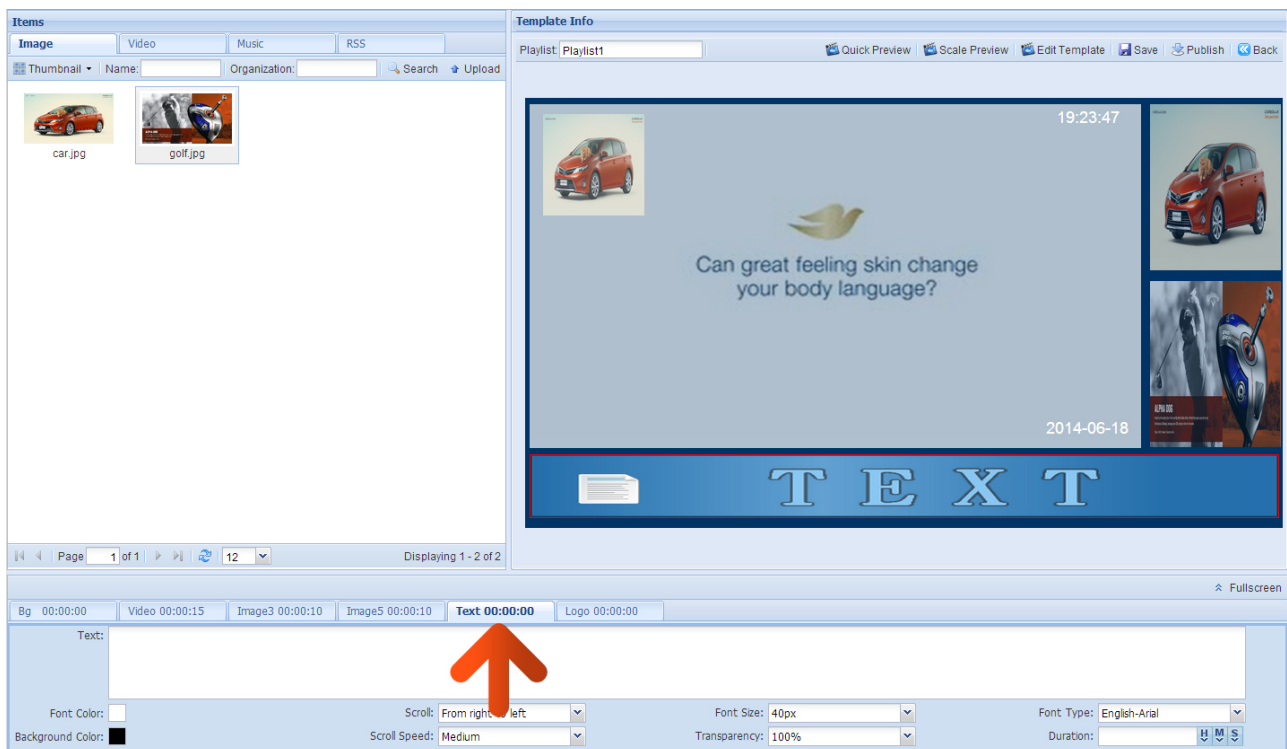 Items
Image Video Music RSS
Thumbnail Name: Organization: Search Upload
car.jpg golf.jpg
Page 1 of 1 12 Displaying 1 - 2 of 2
Template Info
Playlist Playlist1 Quick Preview Scale Preview Edit Template Save Publish Back
19:23:47
Can great feeling skin change
your body language?
2014-06-18
ALPHA DOG
TEXT
Fullscreen
Bg 00:00:00 Video 00:00:15 Image3 00:00:10 Image5 00:00:10 Text 00:00:00 Logo 00:00:00
Text:
Font Color: Scroll: From right to left Font Size: 40px Font Type: English-Arial
Background Color: Scroll Speed: Medium Transparency: 100% Duration: H M S